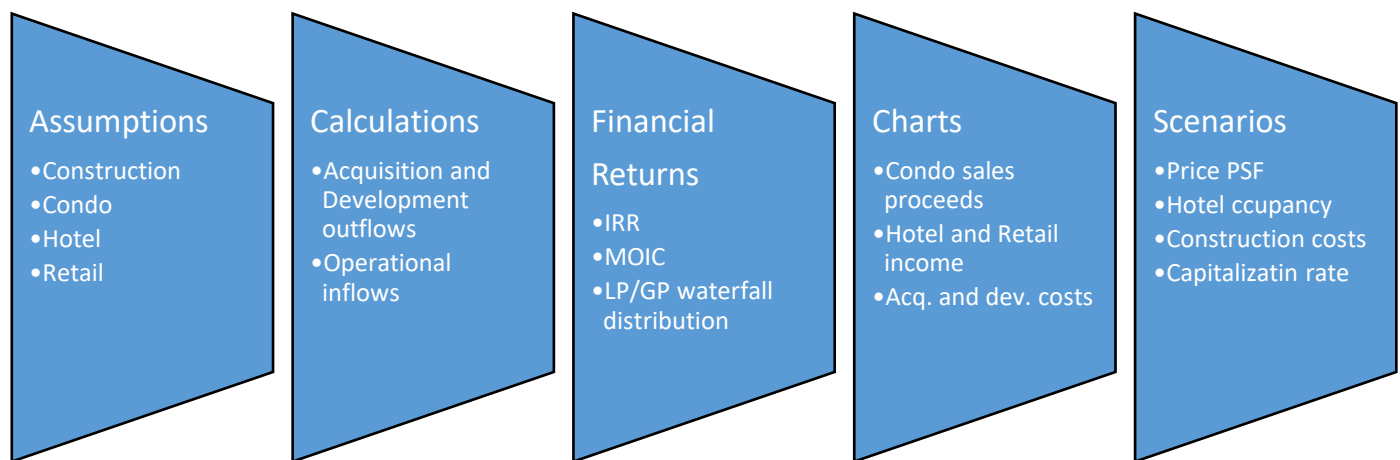 Assumptions
•Construction
•Condo
•Hotel
•Retail
Calculations
•Acquisition and
Development
outflows
•Operational
inflows
Financial
Returns
•IRR
•MOIC
•LP/GP waterfall
distribution
Charts
•Condo sales
proceeds
•Hotel and Retail
income
•Acq. and dev. costs
Scenarios
•Price PSF
•Hotel ccupancy
•Construction costs
•Capitalizatin rate